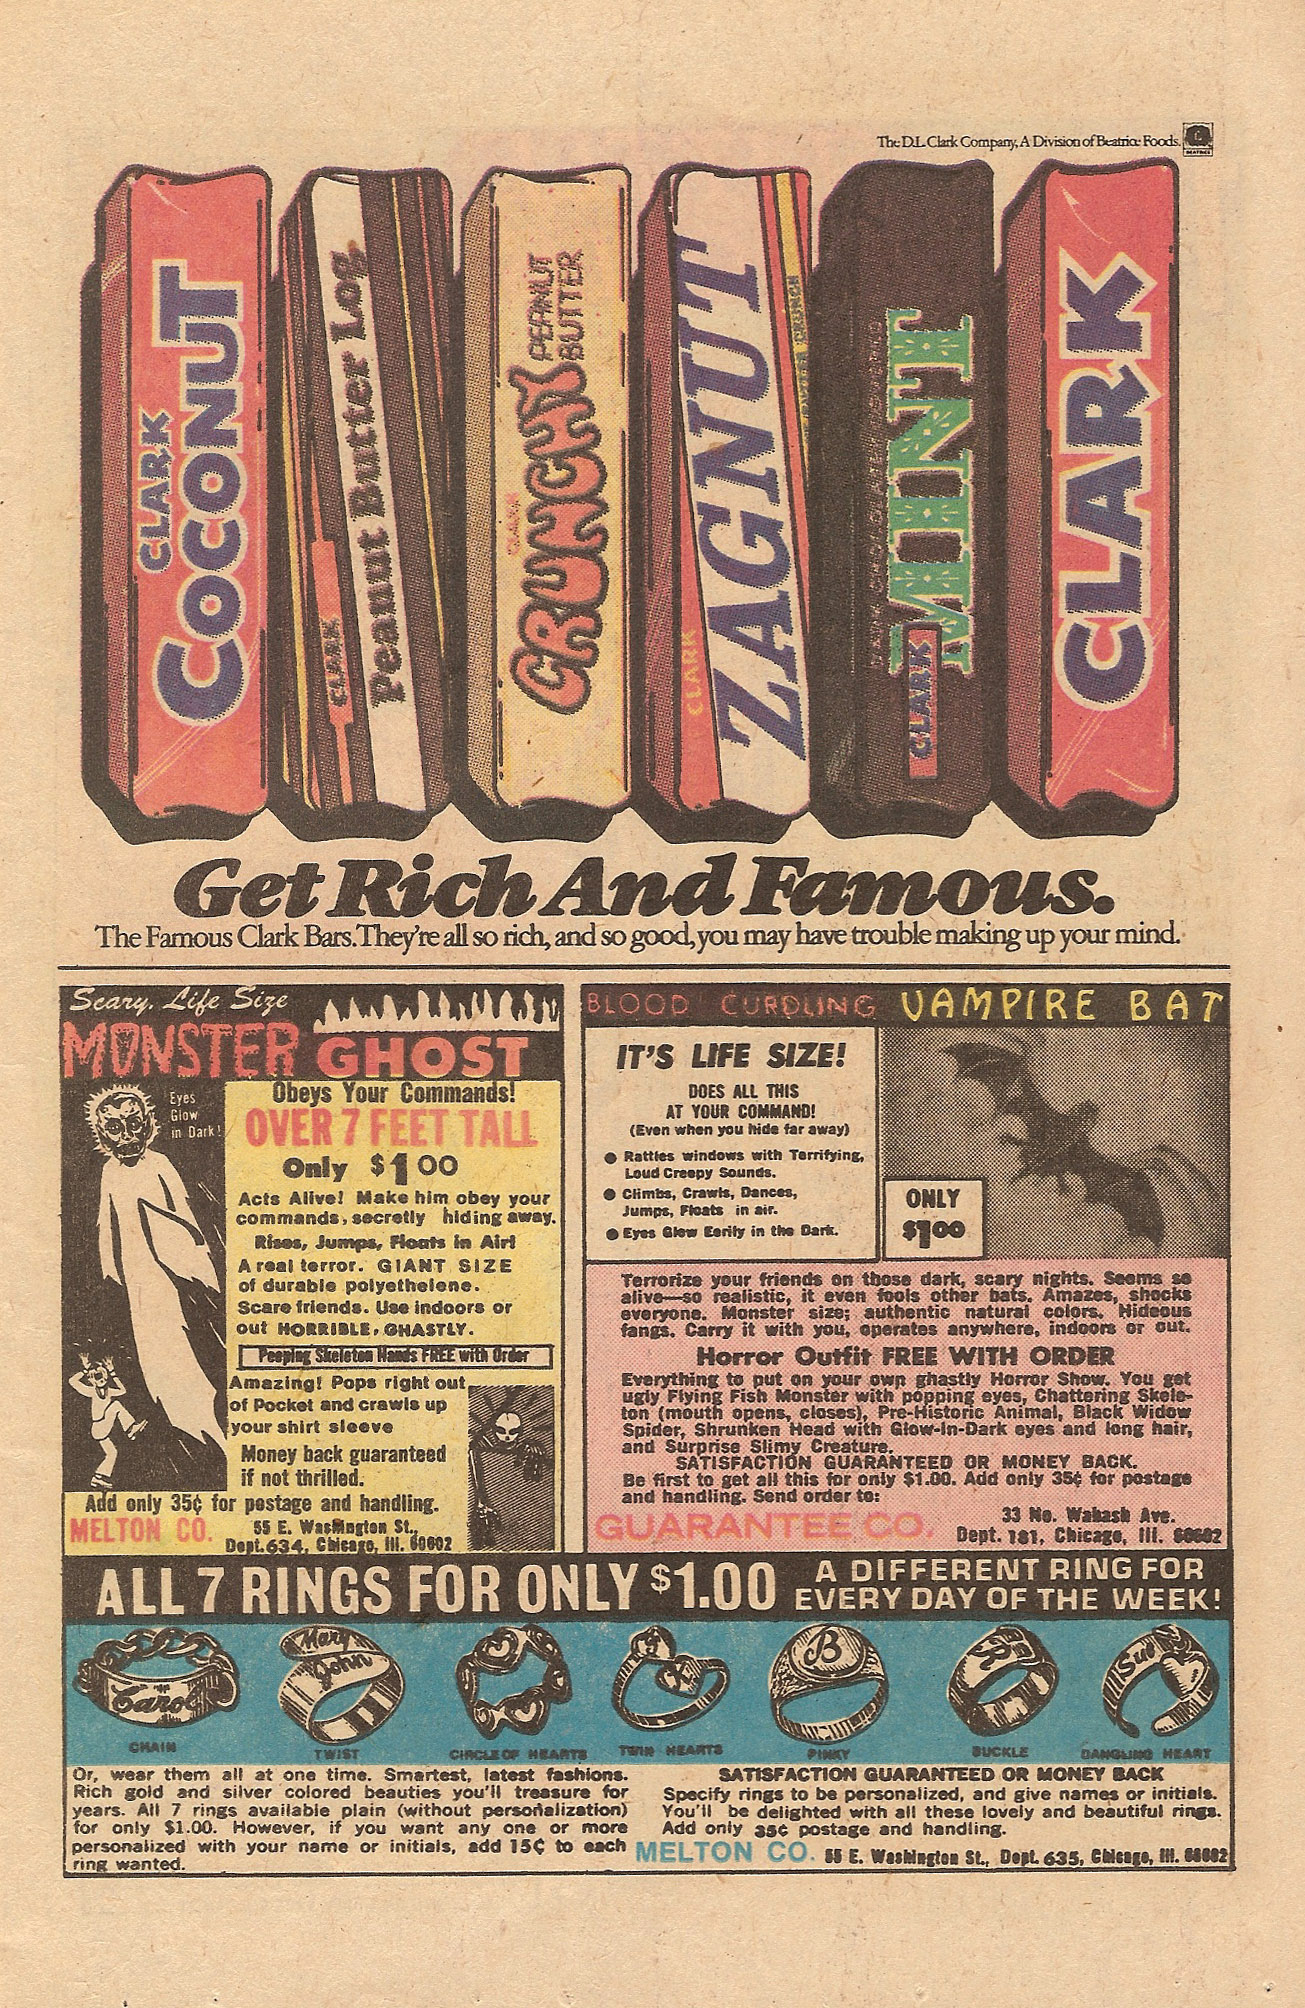 The D.L. Clark Company, A Division of Beatrice Foods.
BEATRICE
CLARK
COCONUT
CLARK
Peanut Butter Log
CLARK
CRUNCHY
PEANUT
BUTTER
CLARK
ZAGNUT
CLARK
MINT
CLARK
Get Rich And Famous.
The Famous Clark Bars. They're all so rich, and so good, you may have trouble making up your mind.
Scary, Life Size
MONSTER GHOST
Eyes
Glow
in Dark!
Obeys Your Commands!
OVER 7 FEET TALL
Only $1.00
Acts Alive! Make him obey your
commands, secretly hiding away.
Rises, Jumps, Floats in Air!
A real terror. GIANT SIZE
of durable polyethelene.
Scare friends. Use indoors or
out HORRIBLE, GHASTLY.
Peeping Skeleton Hands FREE with Order
Amazing! Pops right out
of Pocket and crawls up
your shirt sleeve
Money back guaranteed
if not thrilled.
Add only 35¢ for postage and handling.
MELTON CO. 55 E. Washington St.,
Dept. 634, Chicago, Ill. 60602
BLOOD CURDLING VAMPIRE BAT
IT'S LIFE SIZE!
DOES ALL THIS
AT YOUR COMMAND!
(Even when you hide far away)
● Rattles windows with Terrifying,
Loud Creepy Sounds.
● Climbs, Crawls, Dances,
Jumps, Floats in air.
● Eyes Glow Eerily in the Dark.
ONLY
$1.00
Terrorize your friends on those dark, scary nights. Seems so
alive—so realistic, it even fools other bats. Amazes, shocks
everyone. Monster size; authentic natural colors. Hideous
fangs. Carry it with you, operates anywhere, indoors or out.
Horror Outfit FREE WITH ORDER
Everything to put on your own ghastly Horror Show. You get
ugly Flying Fish Monster with popping eyes, Chattering Skele-
ton (mouth opens, closes), Pre-Historic Animal, Black Widow
Spider, Shrunken Head with Glow-in-Dark eyes and long hair,
and Surprise Slimy Creature.
SATISFACTION GUARANTEED OR MONEY BACK.
Be first to get all this for only $1.00. Add only 35¢ for postage
and handling. Send order to:
GUARANTEE CO. 33 No. Wabash Ave.
Dept. 181, Chicago, Ill. 60602
ALL 7 RINGS FOR ONLY $1.00 A DIFFERENT RING FOR
EVERY DAY OF THE WEEK!
Carol
Mary
John
B
Sue
CHAIN
TWIST
CIRCLE OF HEARTS
TWIN HEARTS
PINKY
BUCKLE
DANGLING HEART
Or, wear them all at one time. Smartest, latest fashions.
Rich gold and silver colored beauties you'll treasure for
years. All 7 rings available plain (without personalization)
for only $1.00. However, if you want any one or more
personalized with your name or initials, add 15¢ to each
ring wanted.
SATISFACTION GUARANTEED OR MONEY BACK
Specify rings to be personalized, and give names or initials.
You'll be delighted with all these lovely and beautiful rings.
Add only 35¢ postage and handling.
MELTON CO. 55 E. Washington St., Dept. 635, Chicago, Ill. 60602